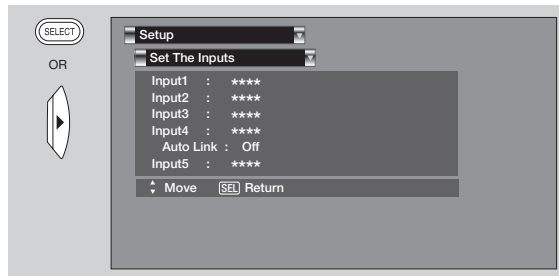 SELECT
OR
Setup
Set The Inputs
Input1 : ****
Input2 : ****
Input3 : ****
Input4 : ****
Auto Link : Off
Input5 : ****
Move SEL Return